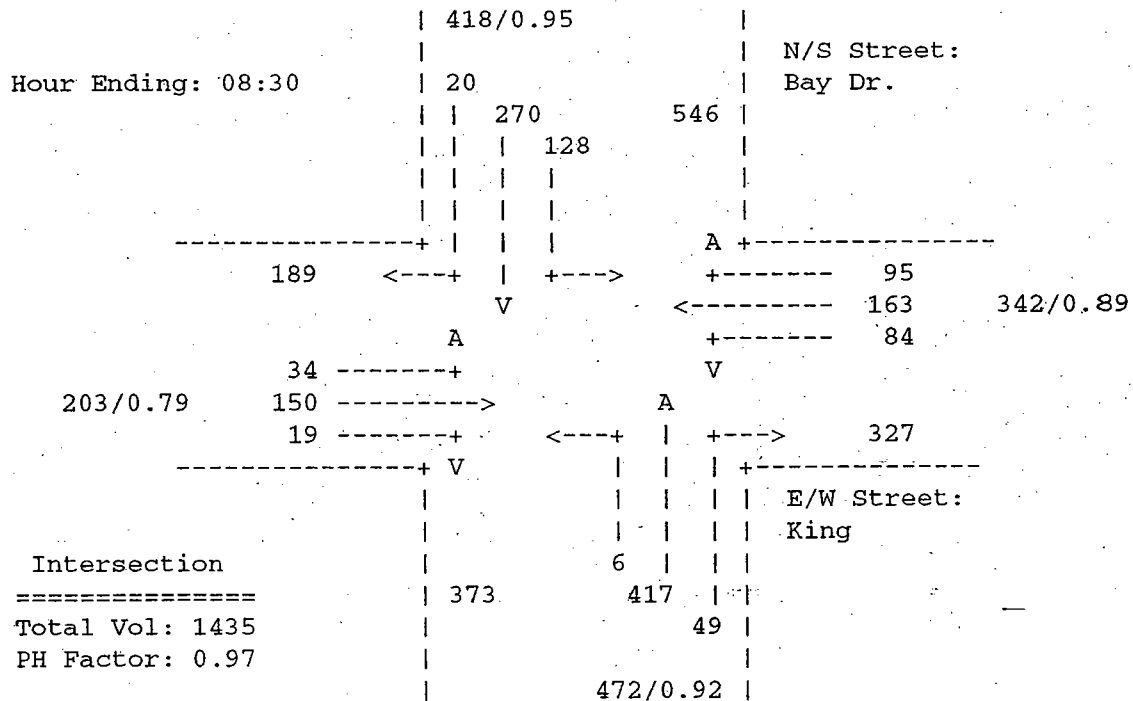 418/0.95
N/S Street:
Hour Ending: 08:30
20
Bay Dr.
270
546
128
A
189
95
V
163
342/0.89
A
84
34
V
203/0.79
150
A
19
327
V
E/W Street:
King
Intersection
6
373
417
Total Vol: 1435
49
PH Factor: 0.97
472/0.92